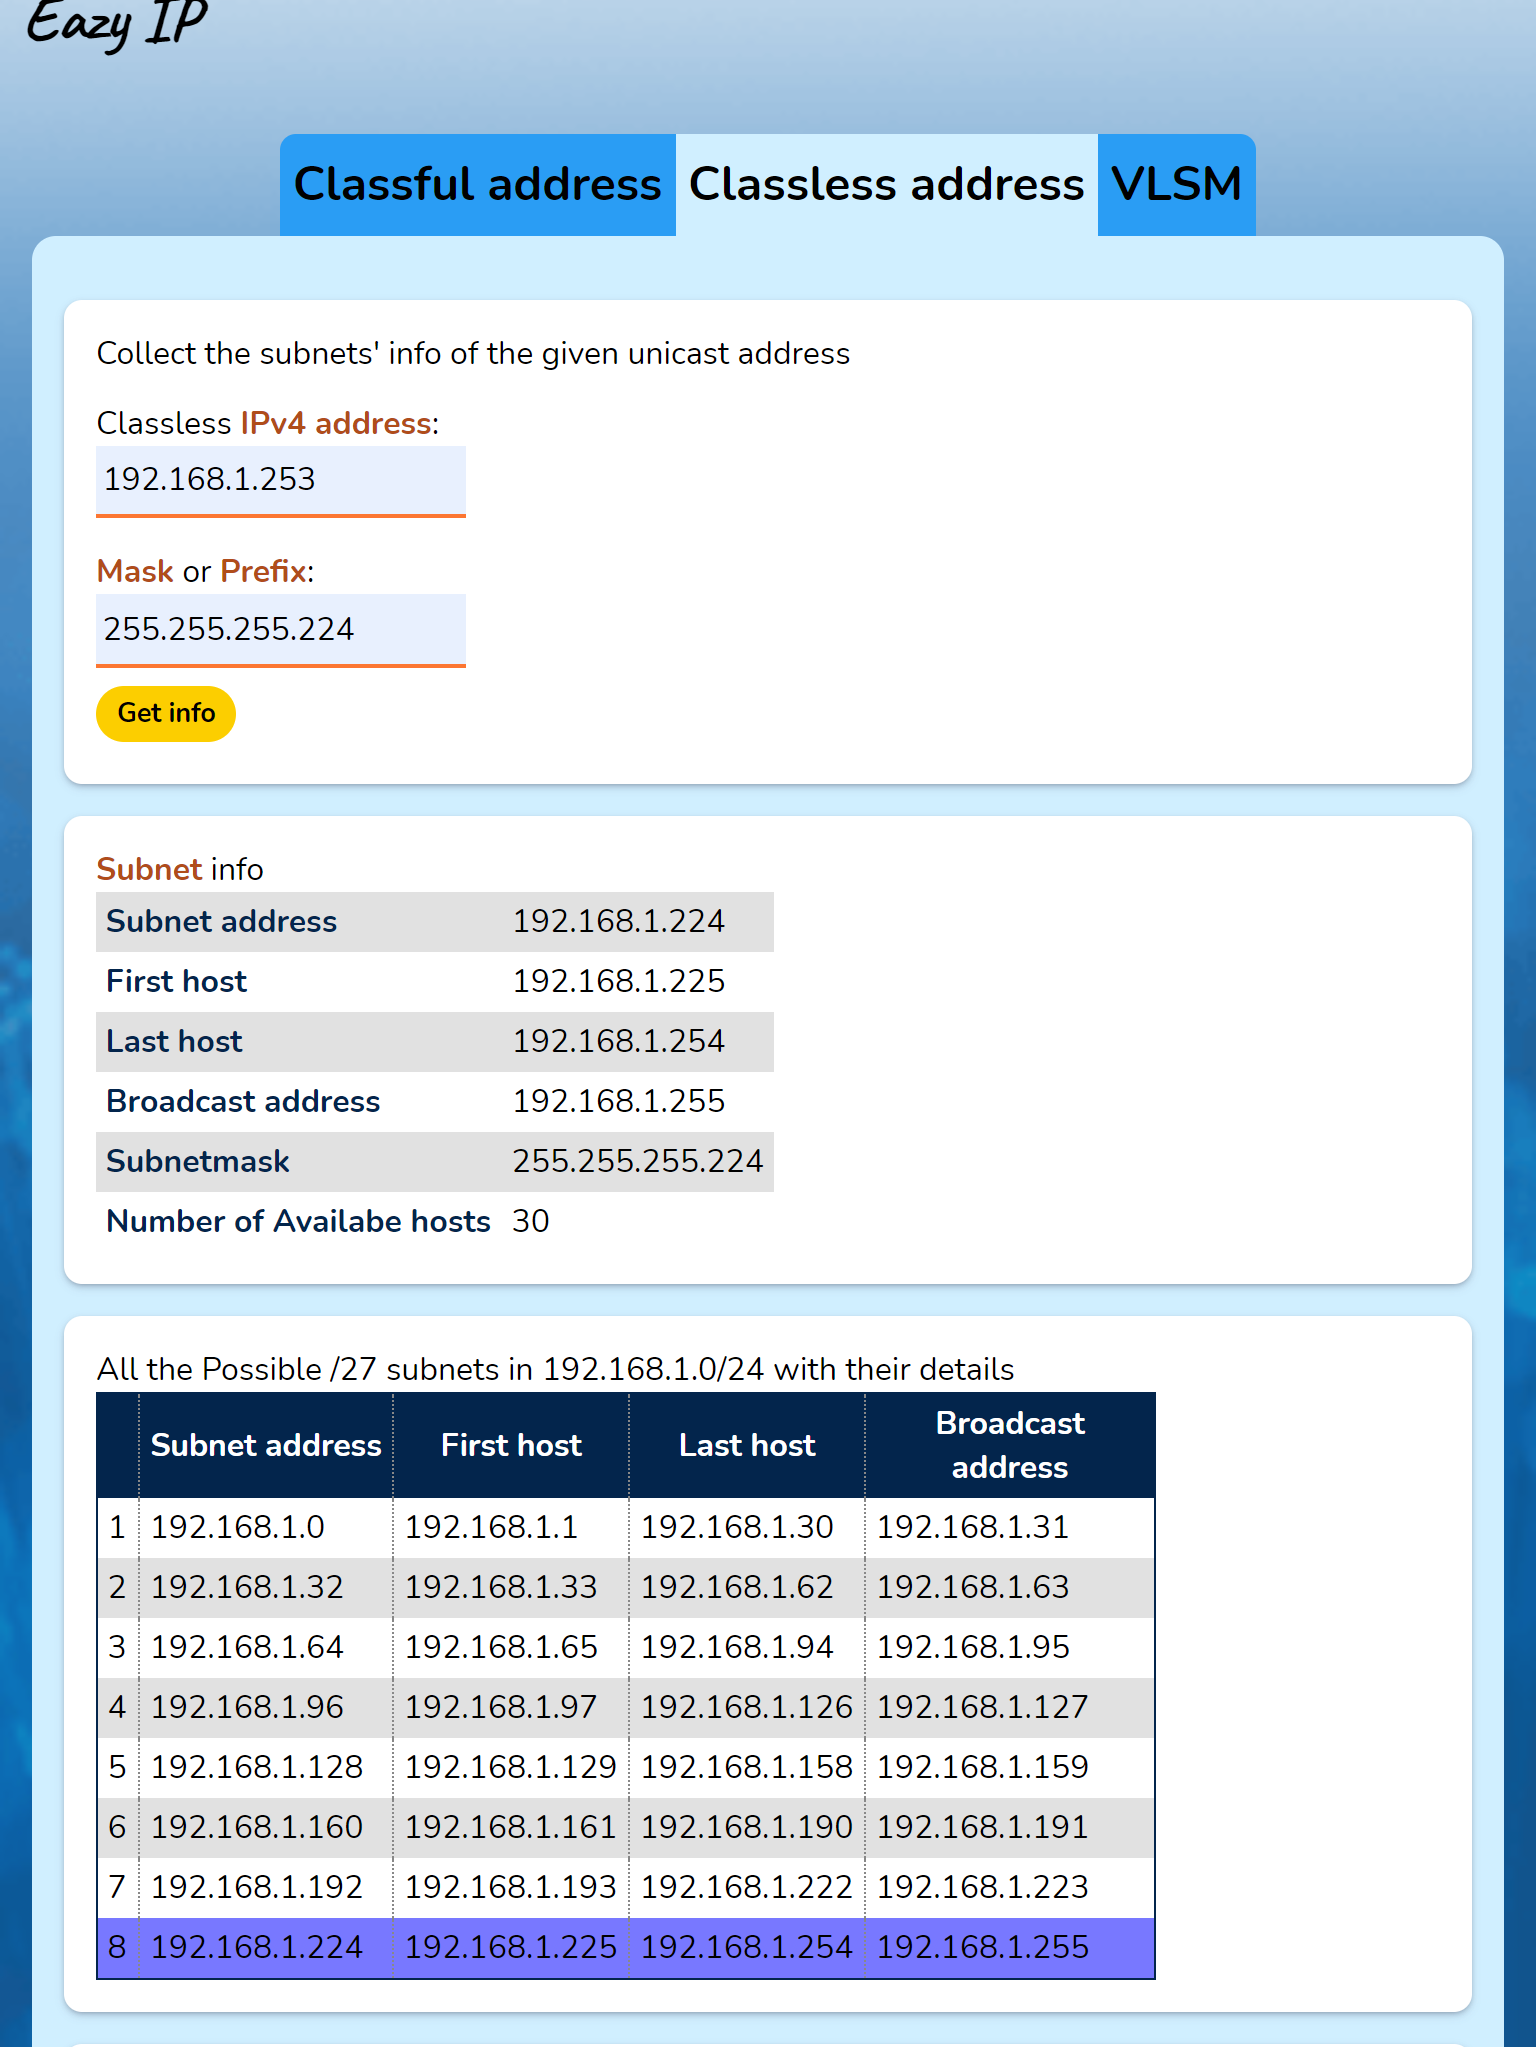 Eazy IP
Classful address Classless address VLSM
Collect the subnets' info of the given unicast address
Classless IPv4 address:
192.168.1.253
Mask or Prefix:
255.255.255.224
Get info
Subnet info
Subnet address 192.168.1.224
First host 192.168.1.225
Last host 192.168.1.254
Broadcast address 192.168.1.255
Subnetmask 255.255.255.224
Number of Availabe hosts 30
All the Possible /27 subnets in 192.168.1.0/24 with their details
Subnet address First host Last host Broadcast address
1 192.168.1.0 192.168.1.1 192.168.1.30 192.168.1.31
2 192.168.1.32 192.168.1.33 192.168.1.62 192.168.1.63
3 192.168.1.64 192.168.1.65 192.168.1.94 192.168.1.95
4 192.168.1.96 192.168.1.97 192.168.1.126 192.168.1.127
5 192.168.1.128 192.168.1.129 192.168.1.158 192.168.1.159
6 192.168.1.160 192.168.1.161 192.168.1.190 192.168.1.191
7 192.168.1.192 192.168.1.193 192.168.1.222 192.168.1.223
8 192.168.1.224 192.168.1.225 192.168.1.254 192.168.1.255